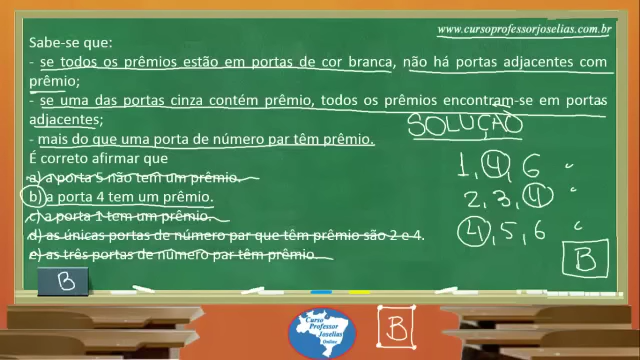 www.cursoprofessorjoselias.com.br
Sabe-se que:
- se todos os prêmios estão em portas de cor branca, não há portas adjacentes com
prêmio;
- se uma das portas cinza contém prêmio, todos os prêmios encontram-se em portas
adjacentes;
- mais do que uma porta de número par têm prêmio.
SOLUÇÃO
É correto afirmar que
a) a porta 5 não tem um prêmio.
b) a porta 4 tem um prêmio.
c) a porta 1 tem um prêmio.
d) as únicas portas de número par que têm prêmio são 2 e 4.
e) as três portas de número par têm prêmio.
1, 4, 6
2, 3, 4
4, 5, 6
B
B
Curso
Professor
Joselias
Online
B